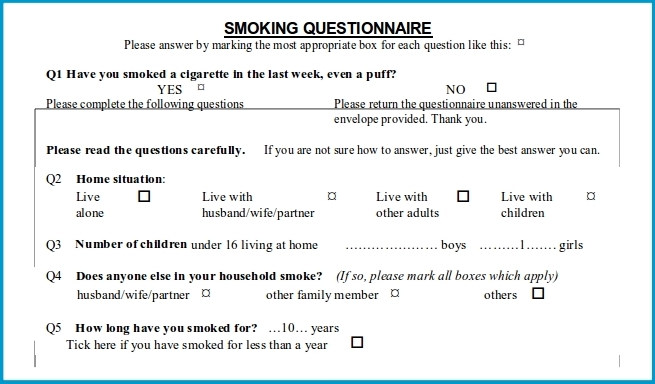 SMOKING QUESTIONNAIRE
Please answer by marking the most appropriate box for each question like this: ¤
Q1 Have you smoked a cigarette in the last week, even a puff?
YES ¤ NO □
Please complete the following questions Please return the questionnaire unanswered in the
envelope provided. Thank you.
Please read the questions carefully. If you are not sure how to answer, just give the best answer you can.
Q2 Home situation:
Live □ Live with ¤ Live with □ Live with ¤
alone husband/wife/partner other adults children
Q3 Number of children under 16 living at home ………………… boys ………1……. girls
Q4 Does anyone else in your household smoke? (If so, please mark all boxes which apply)
husband/wife/partner ¤ other family member ¤ others □
Q5 How long have you smoked for? …10… years
Tick here if you have smoked for less than a year □